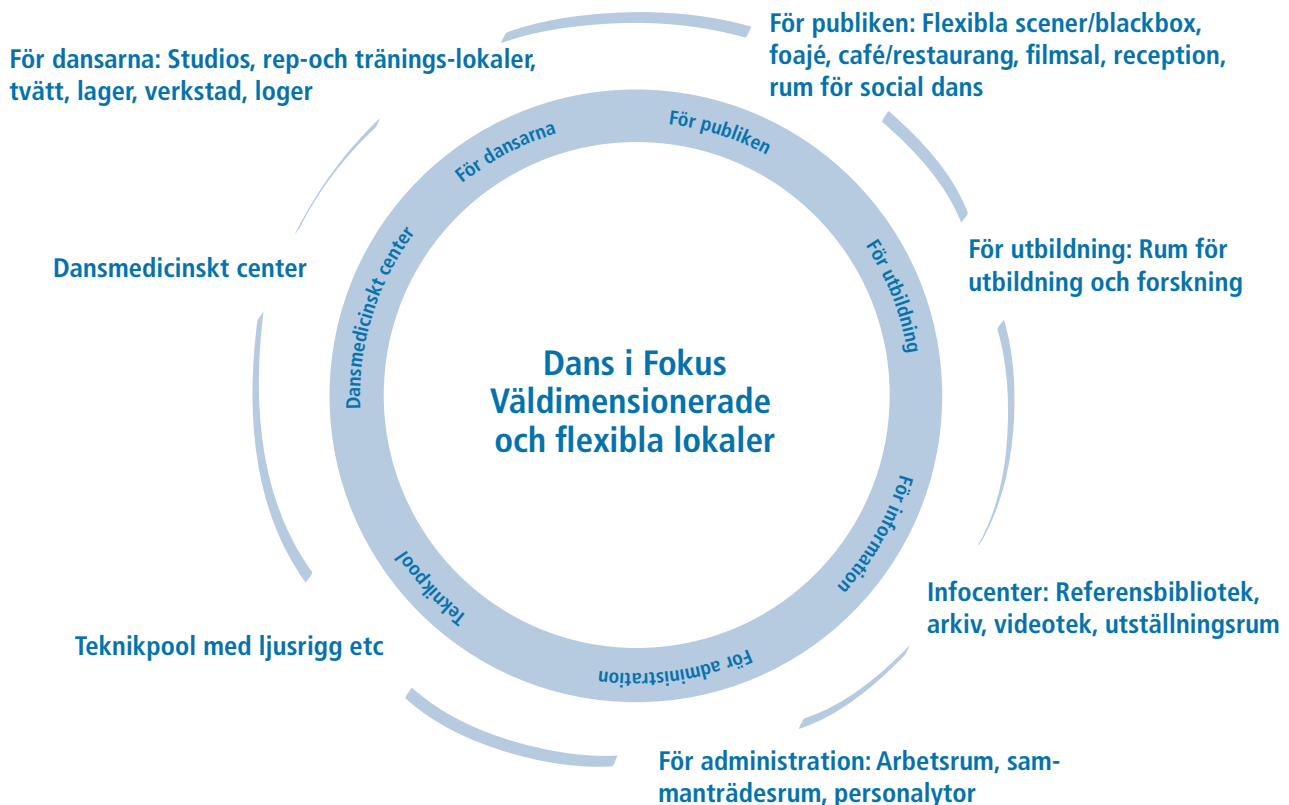 För publiken: Flexibla scener/blackbox,
foajé, café/restaurang, filmsal, reception,
rum för social dans
För dansarna: Studios, rep-och tränings-lokaler,
tvätt, lager, verkstad, loger
För dansarna
För publiken
För utbildning
För information
För administration
Teknikpool
Dansmedicinskt center
Dansmedicinskt center
För utbildning: Rum för
utbildning och forskning
Dans i Fokus
Väldimensionerade
och flexibla lokaler
Infocenter: Referensbibliotek,
arkiv, videotek, utställningsrum
Teknikpool med ljusrigg etc
För administration: Arbetsrum, sam-
manträdesrum, personalytor